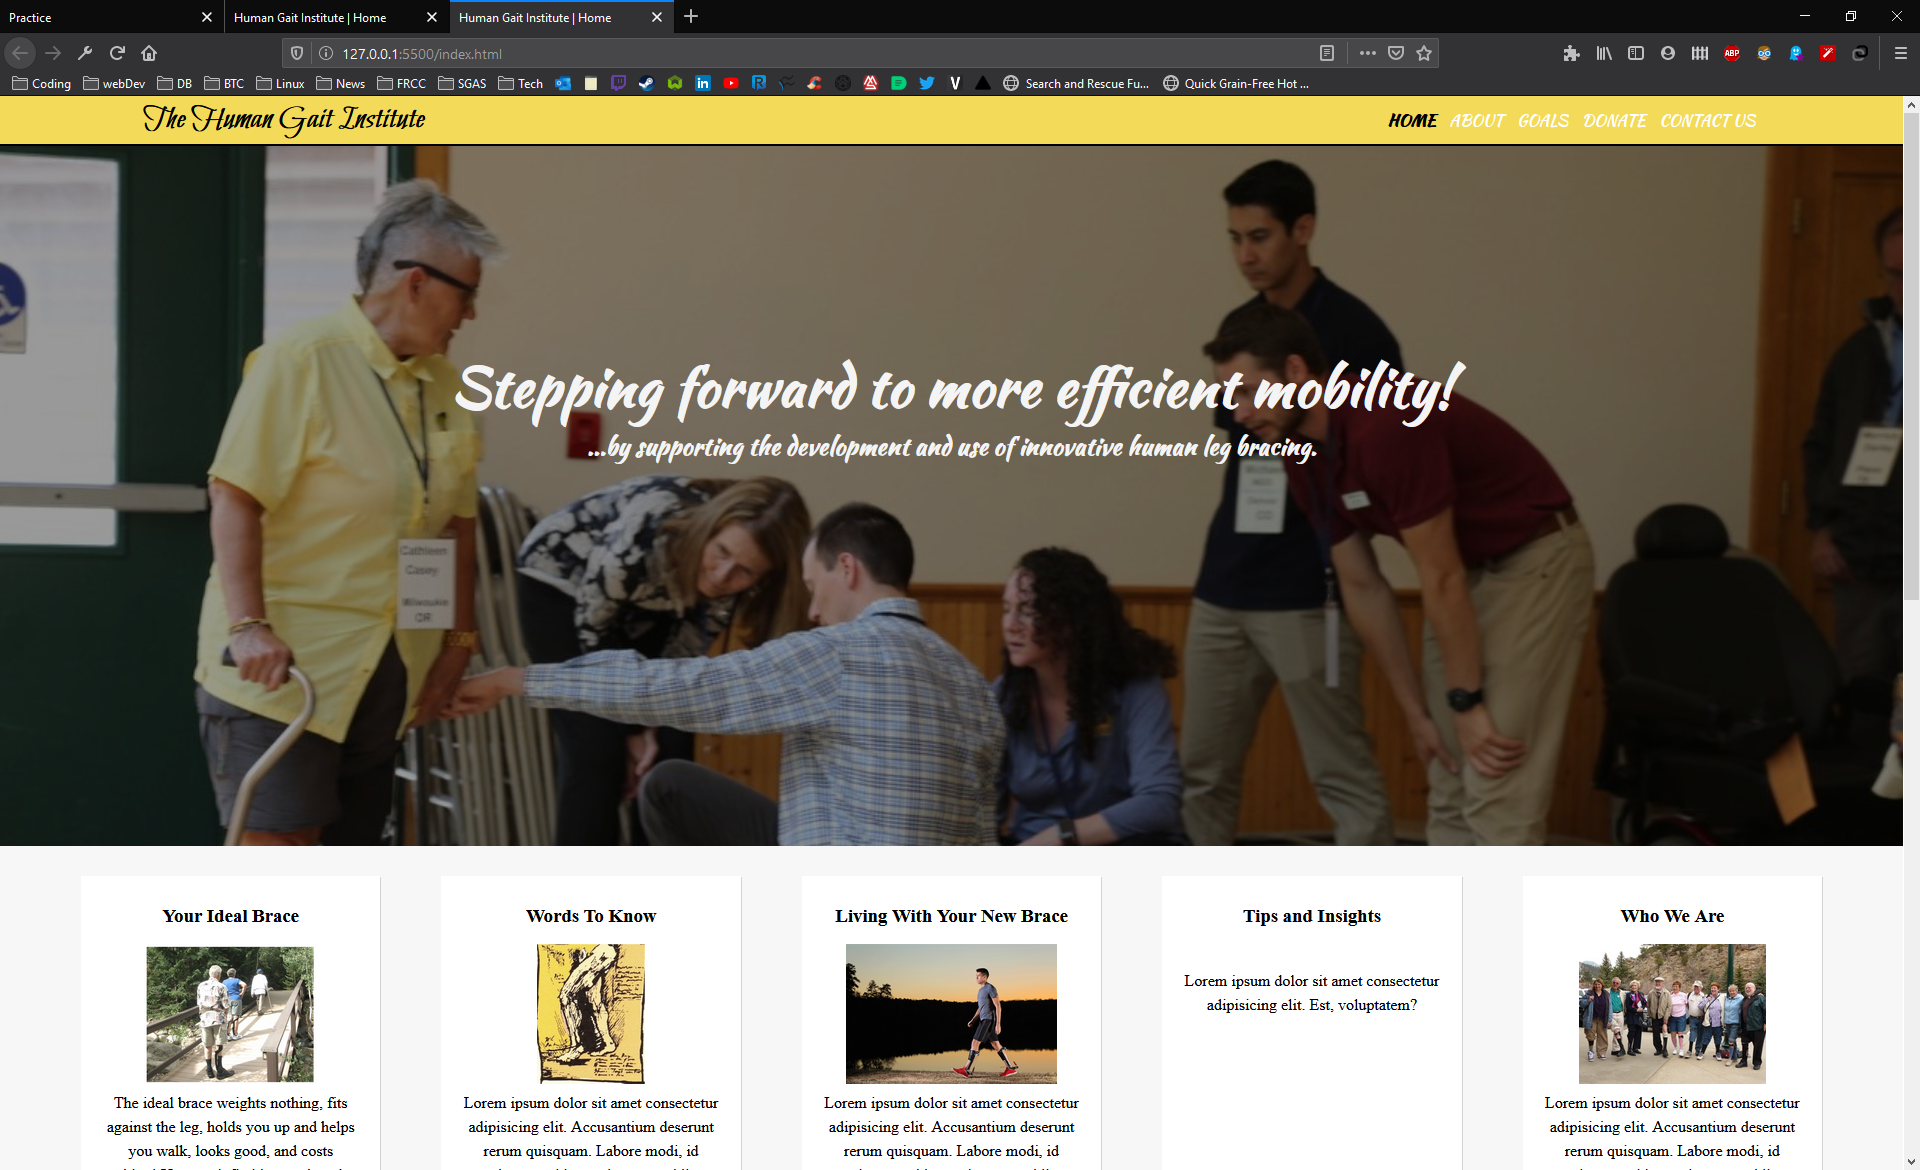 Practice
Human Gait Institute | Home
Human Gait Institute | Home
127.0.0.1:5500/index.html
ABP
Coding webDev DB BTC Linux News FRCC SGAS Tech in V Search and Rescue Fu... Quick Grain-Free Hot ...
The Human Gait Institute
HOME ABOUT GOALS DONATE CONTACT US
Stepping forward to more efficient mobility!
...by supporting the development and use of innovative human leg bracing.
Cathleen
Casey
Milwaukie
OR
Your Ideal Brace
The ideal brace weights nothing, fits
against the leg, holds you up and helps
you walk, looks good, and costs
Words To Know
Lorem ipsum dolor sit amet consectetur
adipisicing elit. Accusantium deserunt
rerum quisquam. Labore modi, id
Living With Your New Brace
Lorem ipsum dolor sit amet consectetur
adipisicing elit. Accusantium deserunt
rerum quisquam. Labore modi, id
Tips and Insights
Lorem ipsum dolor sit amet consectetur
adipisicing elit. Est, voluptatem?
Who We Are
Lorem ipsum dolor sit amet consectetur
adipisicing elit. Accusantium deserunt
rerum quisquam. Labore modi, id